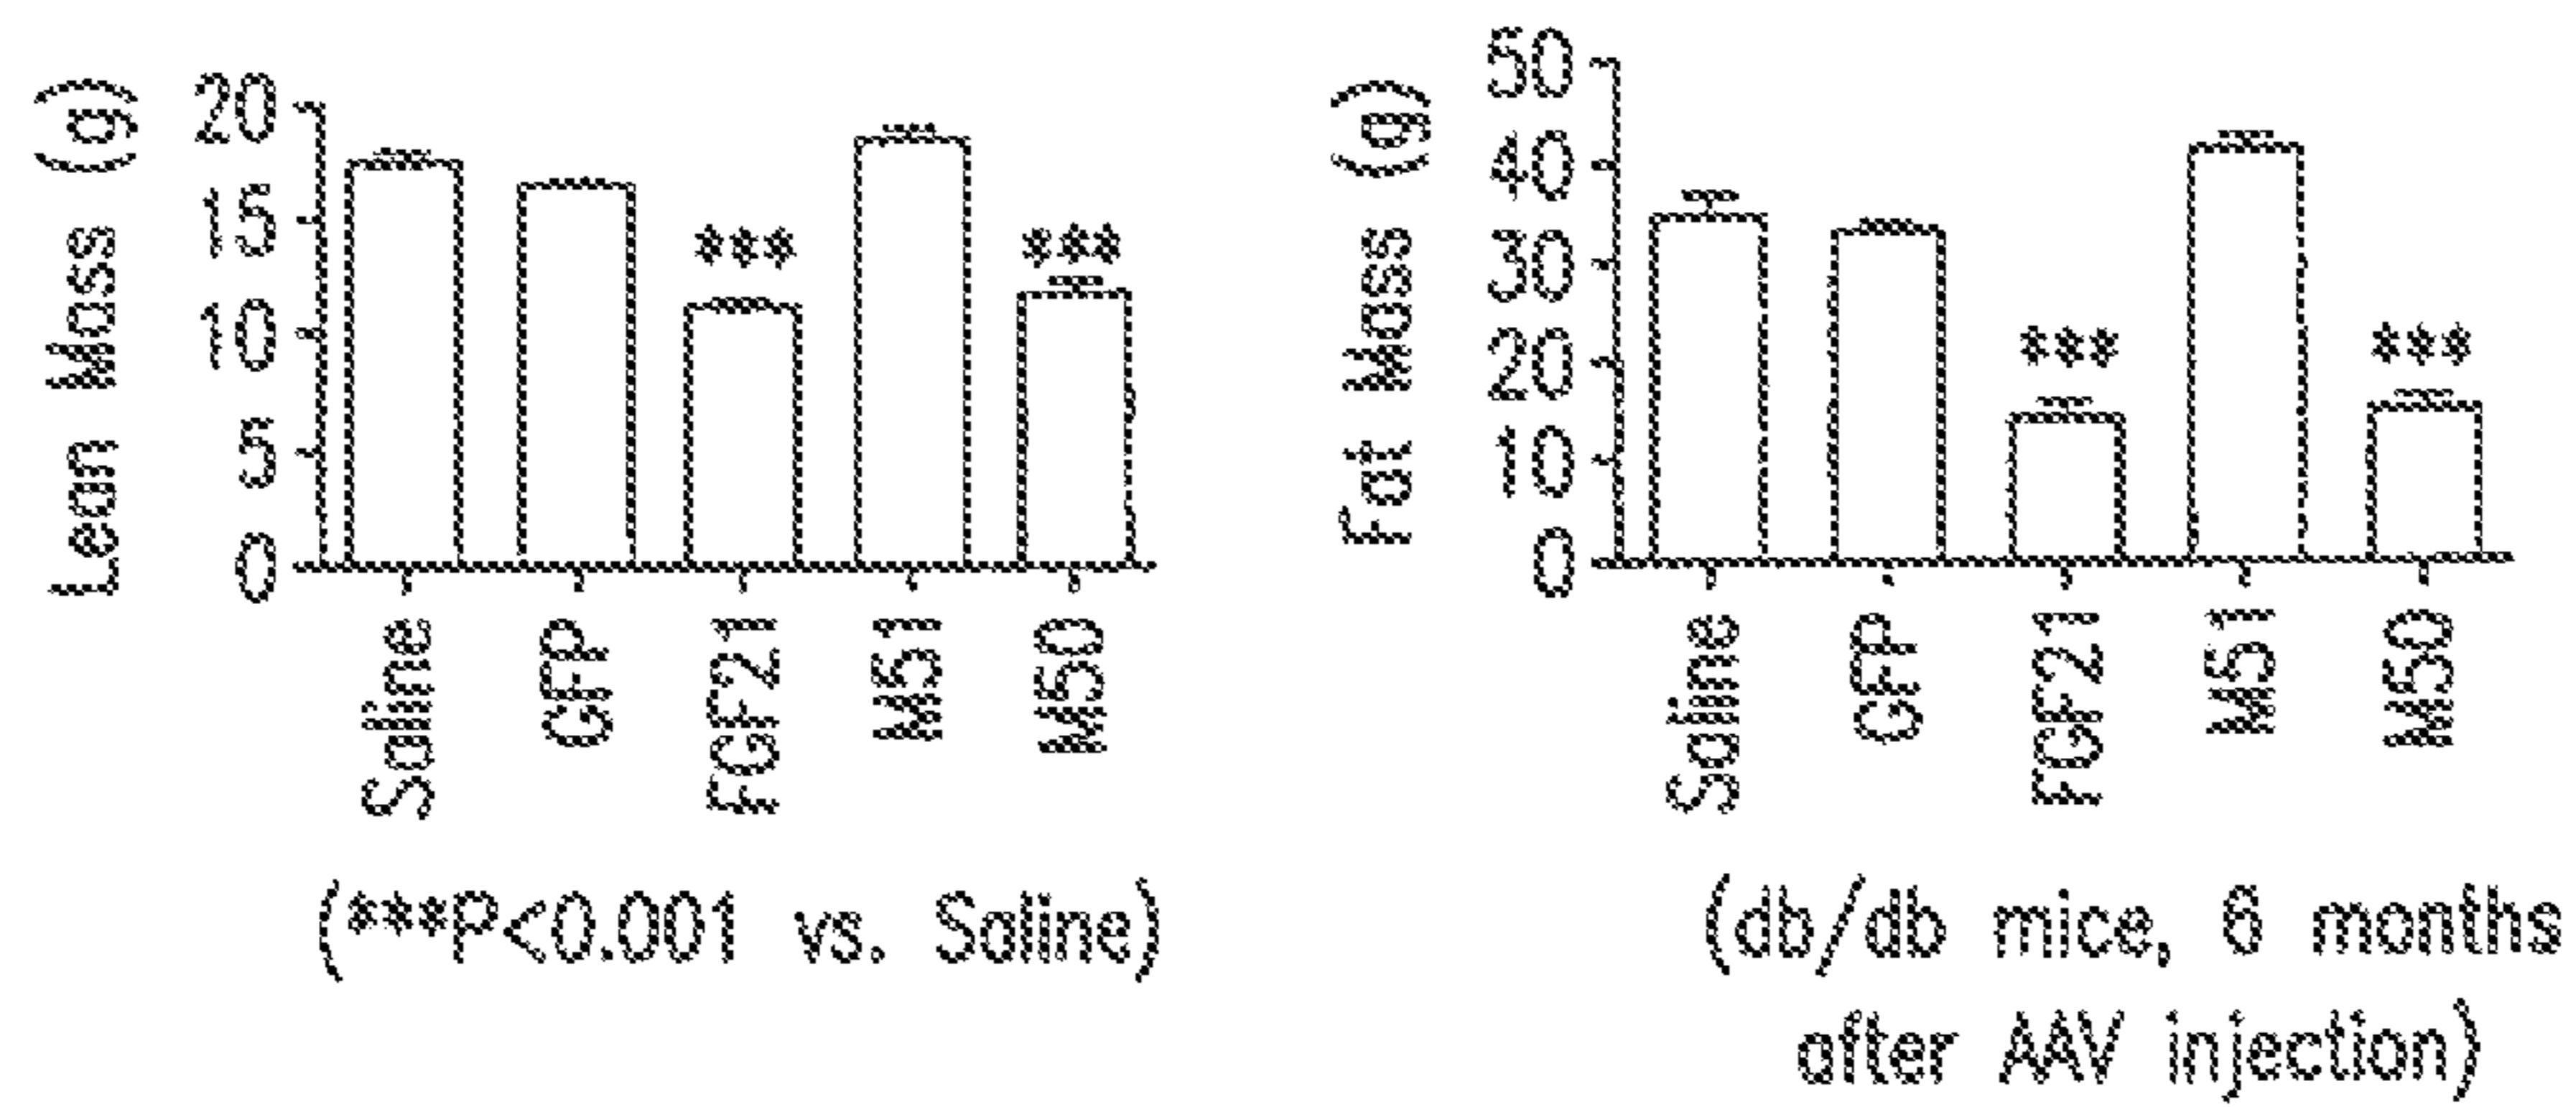 Lean Mass (g)
20
15
10
5
0
***
***
Saline
GFP
FGF21
M51
M50
(***P<0.001 vs. Saline)
Fat Mass (g)
50
40
30
20
10
0
***
***
Saline
GFP
FGF21
M51
M50
(db/db mice, 6 months
after AAV injection)